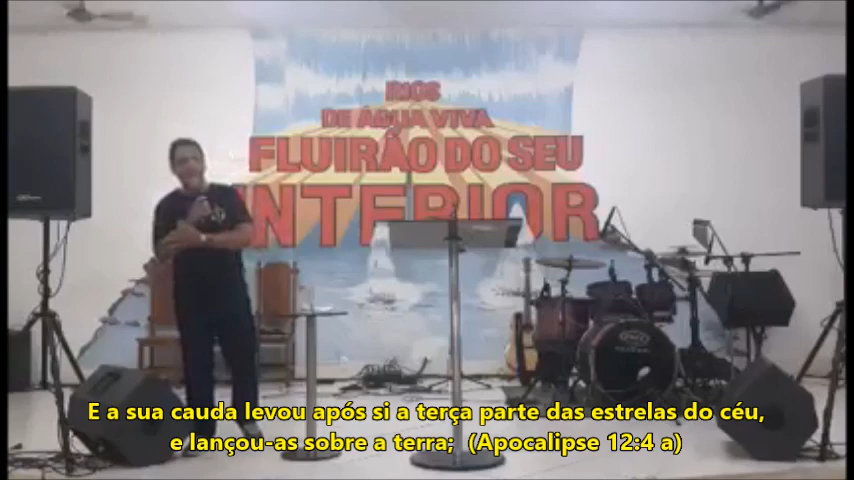 RIOS
DE ÁGUA VIVA
FLUIRÃO DO SEU
INTERIOR
E a sua cauda levou após si a terça parte das estrelas do céu,
e lançou-as sobre a terra;  (Apocalipse 12:4 a)